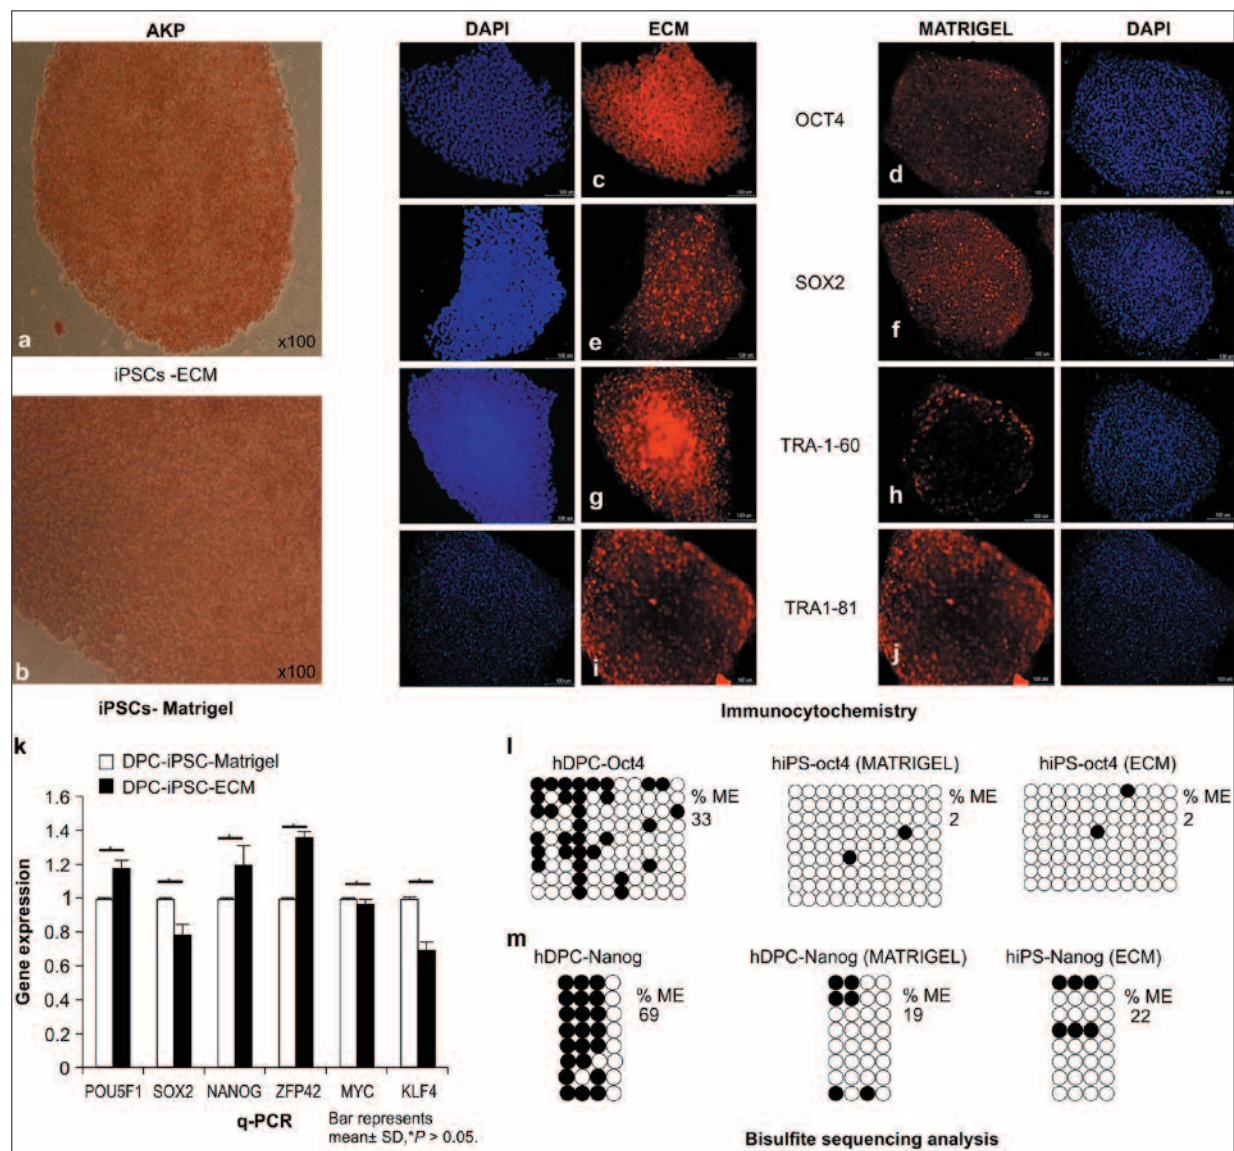 AKP
DAPI
ECM
MATRIGEL
DAPI
a
x100
iPSCs -ECM
b
x100
iPSCs- Matrigel
c
OCT4
d
e
SOX2
f
g
TRA-1-60
h
i
TRA1-81
j
Immunocytochemistry
k
DPC-iPSC-Matrigel
DPC-iPSC-ECM
Gene expression
1.6
1.4
1.2
1
0.8
0.6
0.4
0.2
0
POU5F1 SOX2 NANOG ZFP42 MYC KLF4
q-PCR
Bar represents
mean± SD,*P > 0.05.
l
hDPC-Oct4
% ME
33
hiPS-oct4 (MATRIGEL)
% ME
2
hiPS-oct4 (ECM)
% ME
2
m
hDPC-Nanog
% ME
69
hDPC-Nanog (MATRIGEL)
% ME
19
hiPS-Nanog (ECM)
% ME
22
Bisulfite sequencing analysis